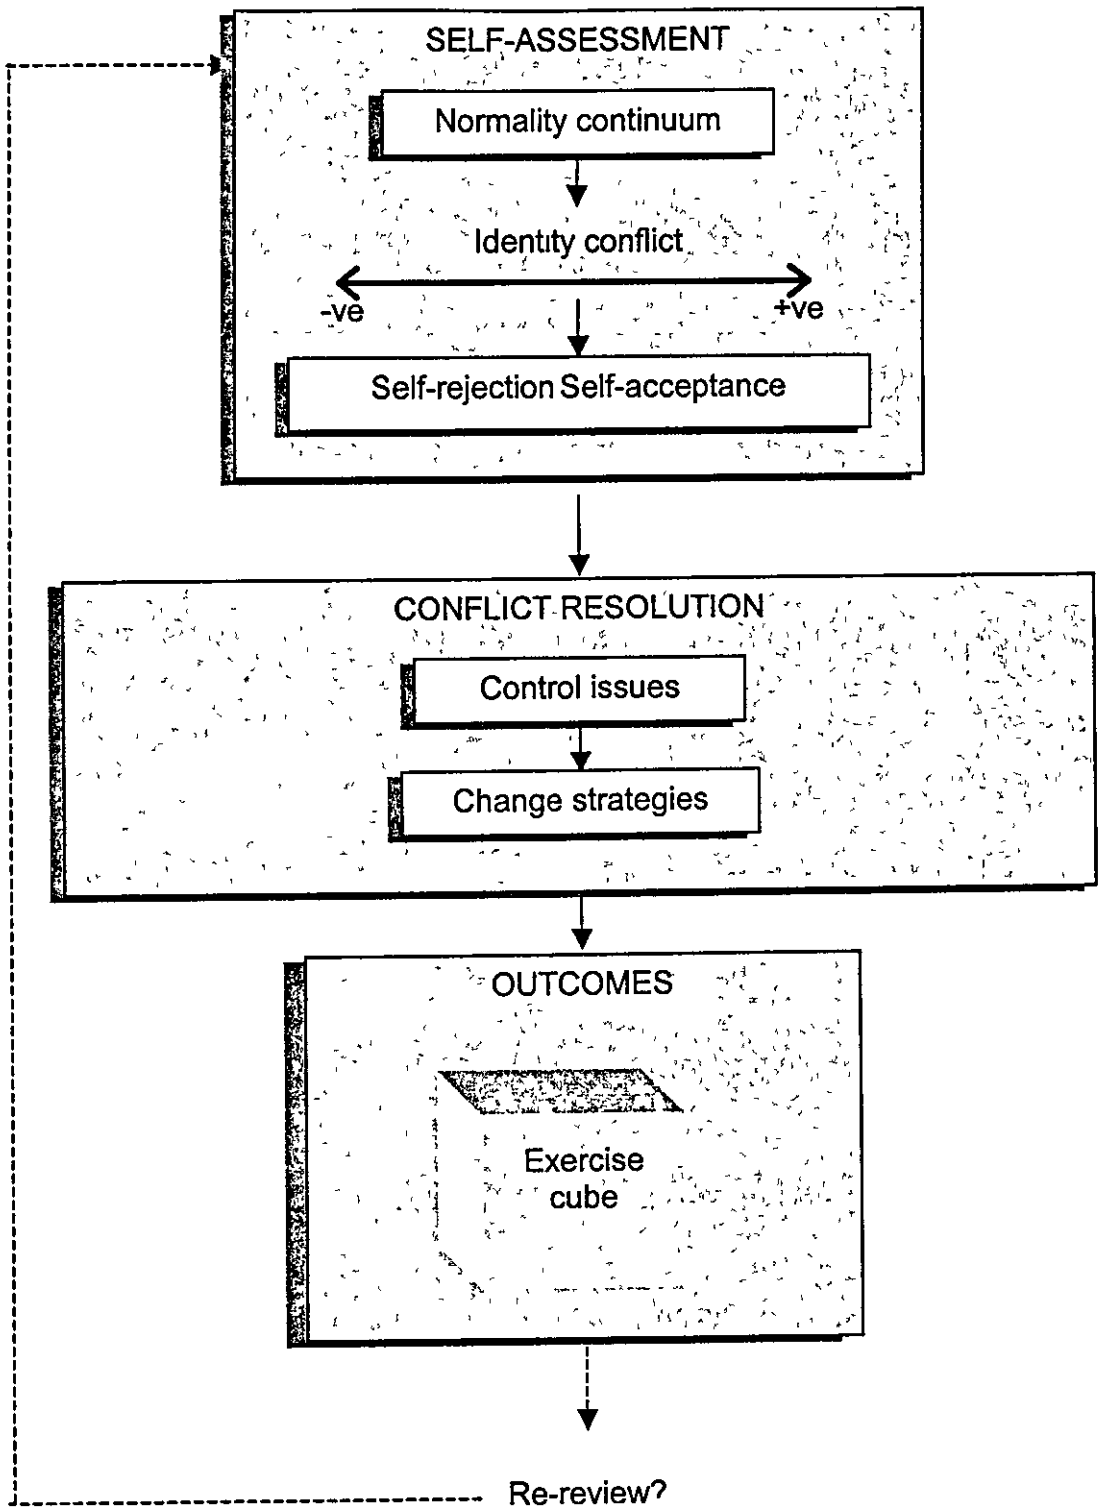 SELF-ASSESSMENT
Normality continuum
Identity conflict
-ve +ve
Self-rejection Self-acceptance
CONFLICT RESOLUTION
Control issues
Change strategies
OUTCOMES
Exercise
cube
Re-review?